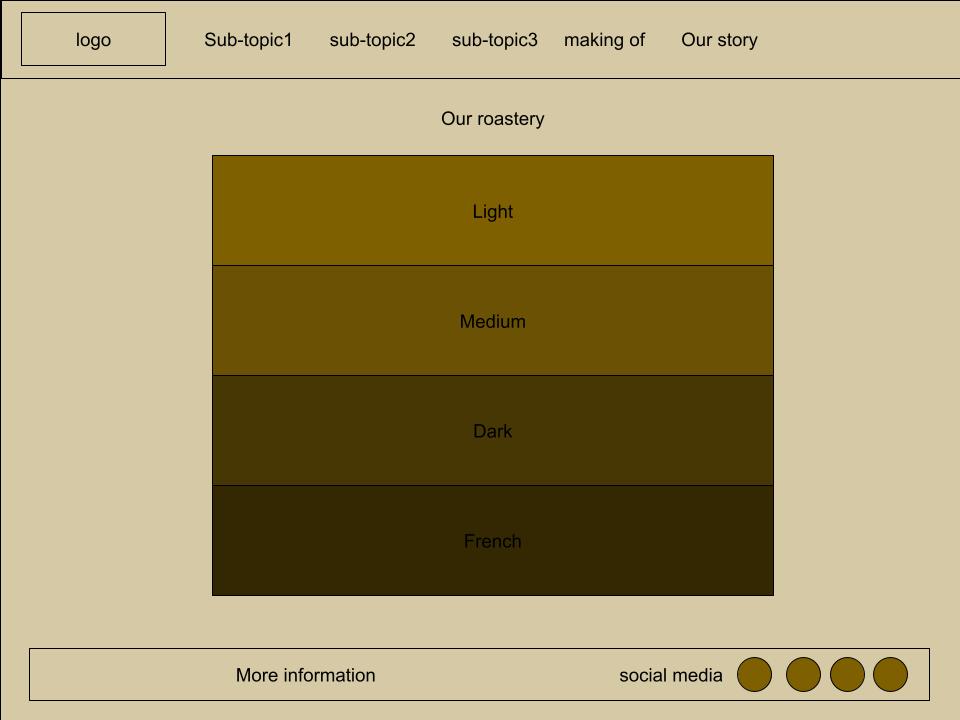 logo
Sub-topic1 sub-topic2 sub-topic3 making of Our story
Our roastery
Light
Medium
Dark
French
More information
social media